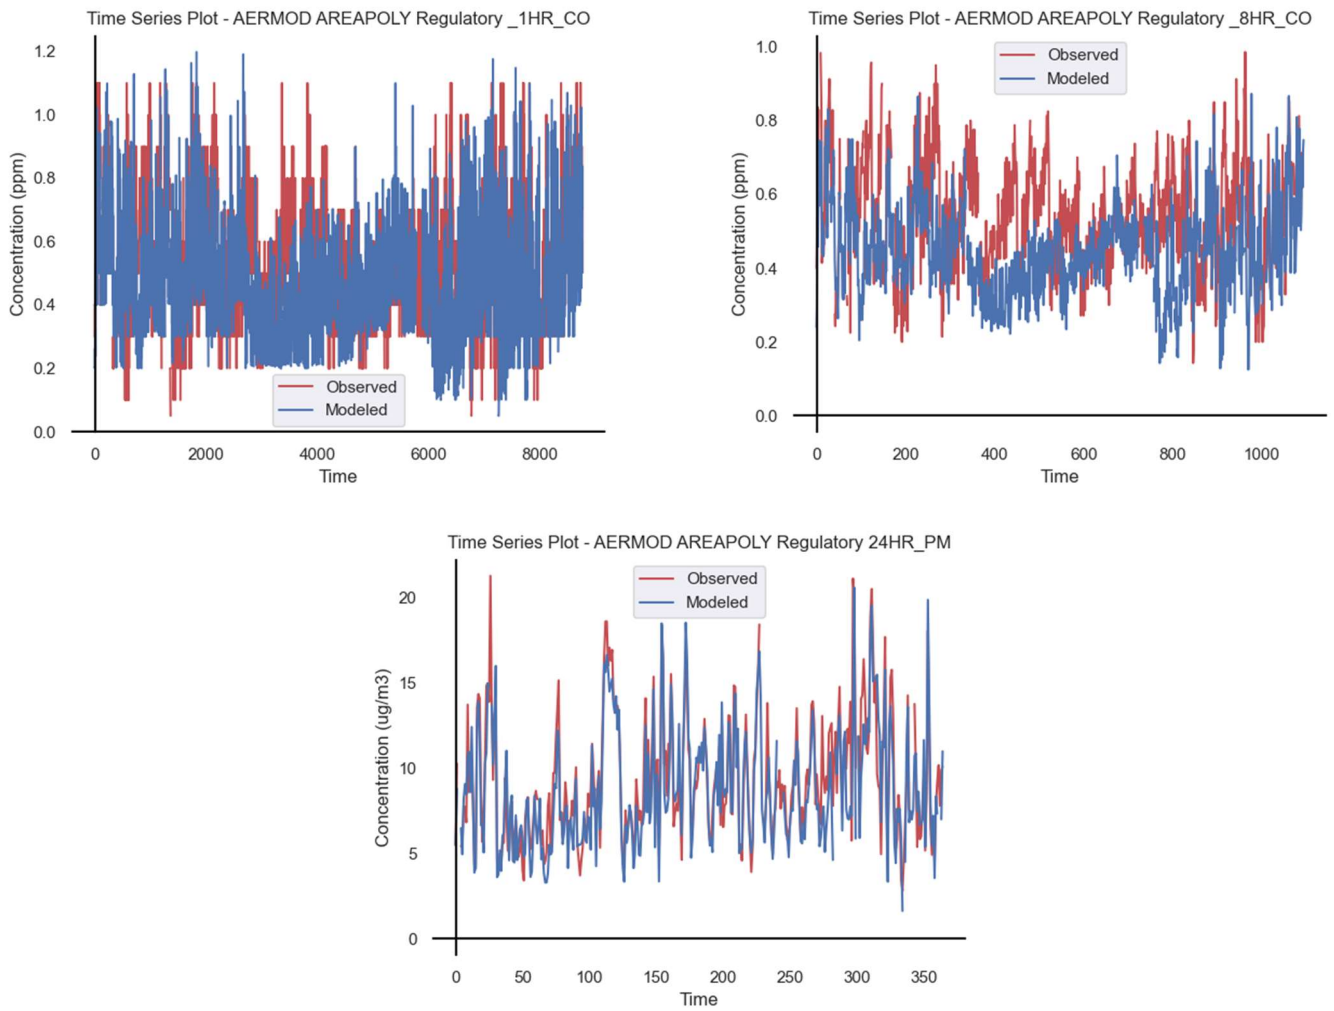 Time Series Plot - AERMOD AREAPOLY Regulatory _1HR_CO
1.2
1.0
0.8
0.6
0.4
0.2
0.0
Concentration (ppm)
Observed
Modeled
0 2000 4000 6000 8000
Time
Time Series Plot - AERMOD AREAPOLY Regulatory _8HR_CO
1.0
0.8
0.6
0.4
0.2
0.0
Concentration (ppm)
Observed
Modeled
0 200 400 600 800 1000
Time
Time Series Plot - AERMOD AREAPOLY Regulatory 24HR_PM
20
15
10
5
0
Concentration (ug/m3)
Observed
Modeled
0 50 100 150 200 250 300 350
Time